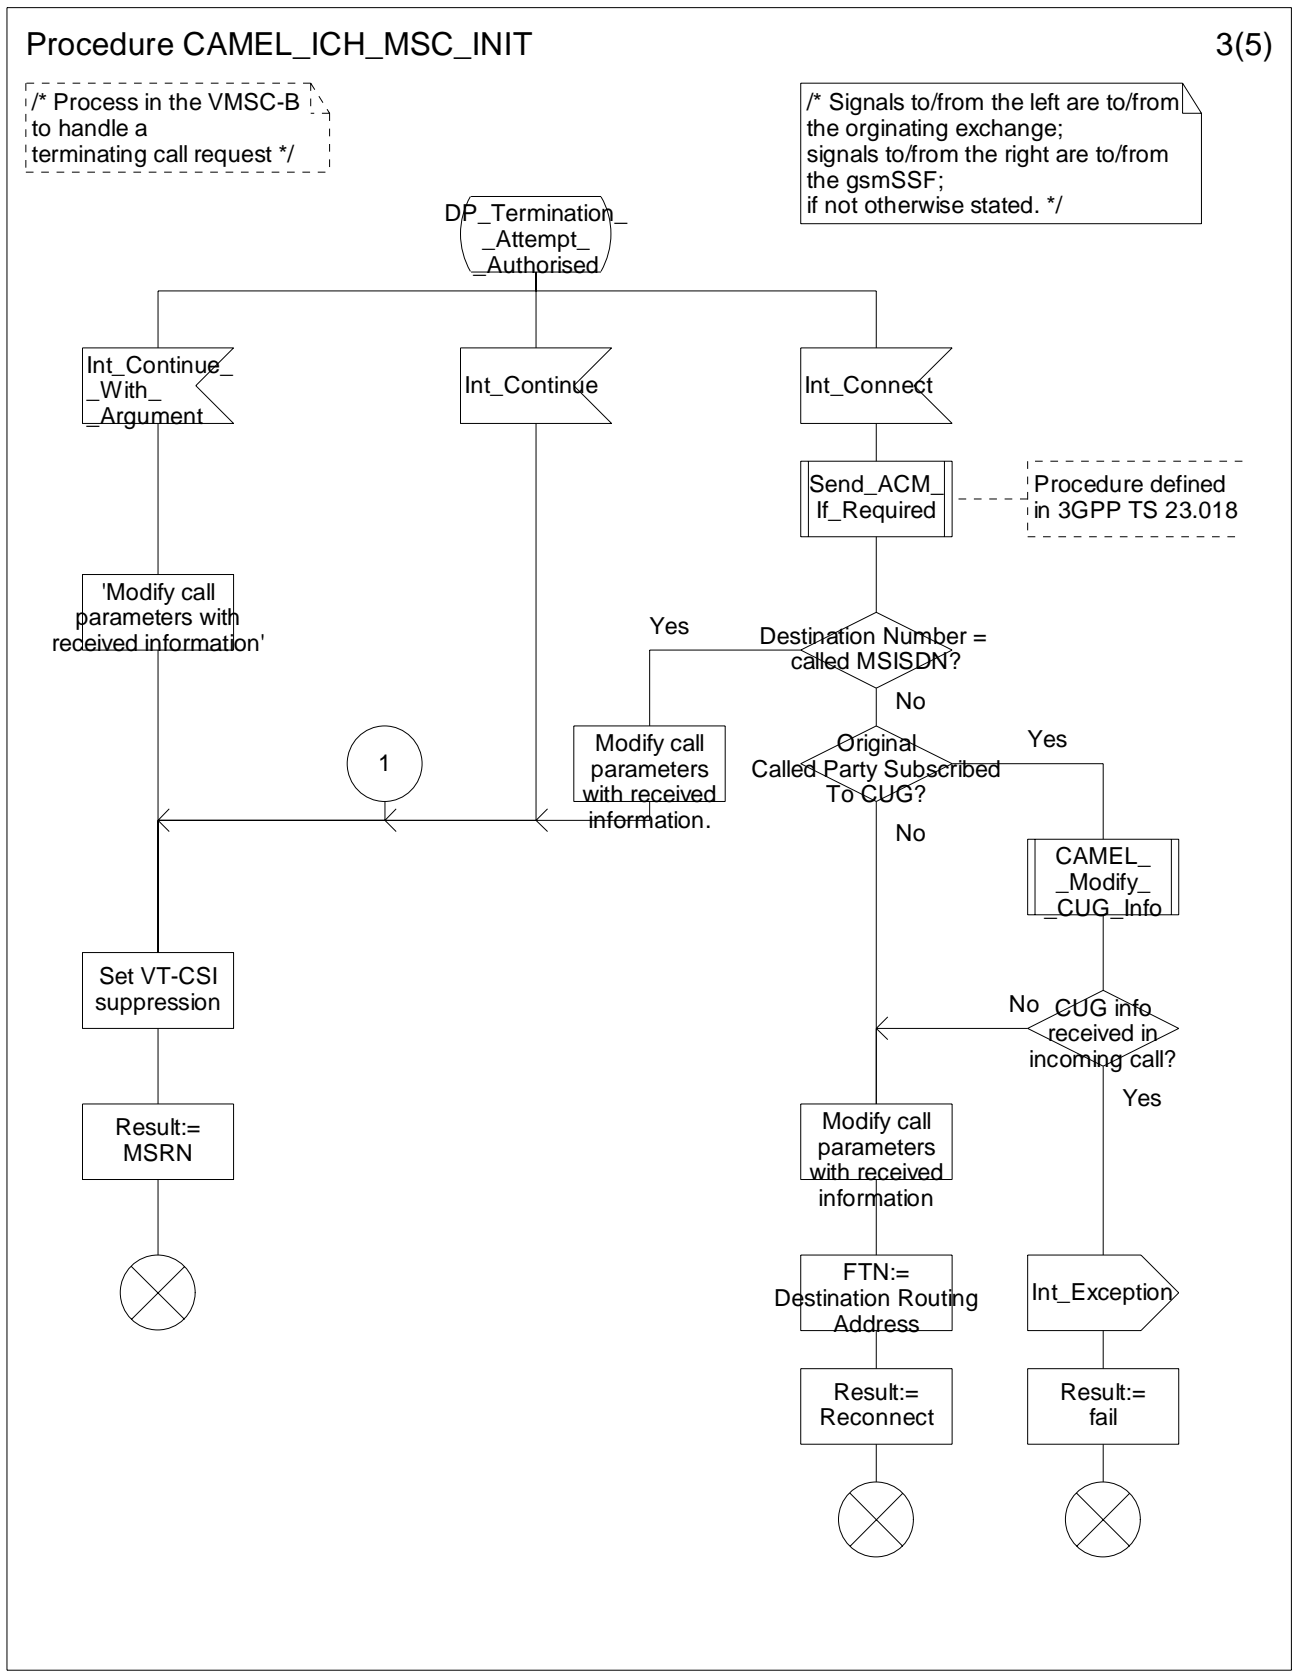 Procedure CAMEL_ICH_MSC_INIT
3(5)
/* Process in the VMSC-B
to handle a
terminating call request */
/* Signals to/from the left are to/from
the orginating exchange;
signals to/from the right are to/from
the gsmSSF;
if not otherwise stated. */
DP_Termination_
_Attempt_
_Authorised
Int_Continue_
_With_
_Argument
Int_Continue
Int_Connect
Send_ACM_
If_Required
Procedure defined
in 3GPP TS 23.018
'Modify call
parameters with
received information'
Yes
Destination Number =
called MSISDN?
No
1
Modify call
parameters
with received
information.
Original
Called Party Subscribed
To CUG?
Yes
No
CAMEL_
_Modify_
_CUG_Info
Set VT-CSI
suppression
No
CUG info
received in
incoming call?
Yes
Result:=
MSRN
Modify call
parameters
with received
information
FTN:=
Destination Routing
Address
Int_Exception
Result:=
Reconnect
Result:=
fail